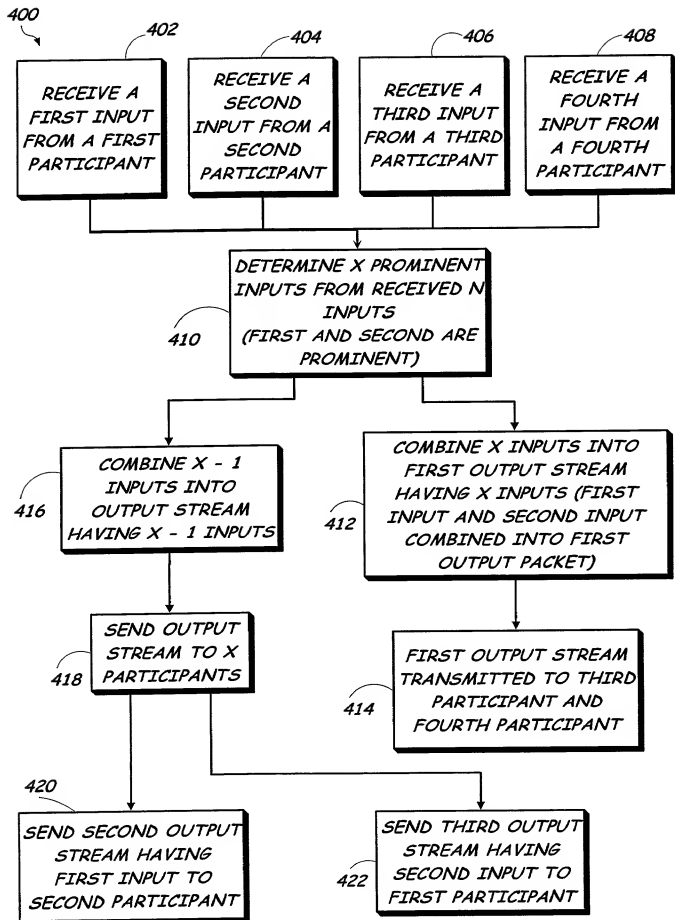 400
402
RECEIVE A
FIRST INPUT
FROM A FIRST
PARTICIPANT
404
RECEIVE A
SECOND
INPUT FROM A
SECOND
PARTICIPANT
406
RECEIVE A
THIRD INPUT
FROM A THIRD
PARTICIPANT
408
RECEIVE A
FOURTH
INPUT FROM
A FOURTH
PARTICIPANT
410
DETERMINE X PROMINENT
INPUTS FROM RECEIVED N
INPUTS
(FIRST AND SECOND ARE
PROMINENT)
416
COMBINE X - 1
INPUTS INTO
OUTPUT STREAM
HAVING X - 1 INPUTS
412
COMBINE X INPUTS INTO
FIRST OUTPUT STREAM
HAVING X INPUTS (FIRST
INPUT AND SECOND INPUT
COMBINED INTO FIRST
OUTPUT PACKET)
418
SEND OUTPUT
STREAM TO X
PARTICIPANTS
414
FIRST OUTPUT STREAM
TRANSMITTED TO THIRD
PARTICIPANT AND
FOURTH PARTICIPANT
420
SEND SECOND OUTPUT
STREAM HAVING
FIRST INPUT TO
SECOND PARTICIPANT
422
SEND THIRD OUTPUT
STREAM HAVING
SECOND INPUT TO
FIRST PARTICIPANT